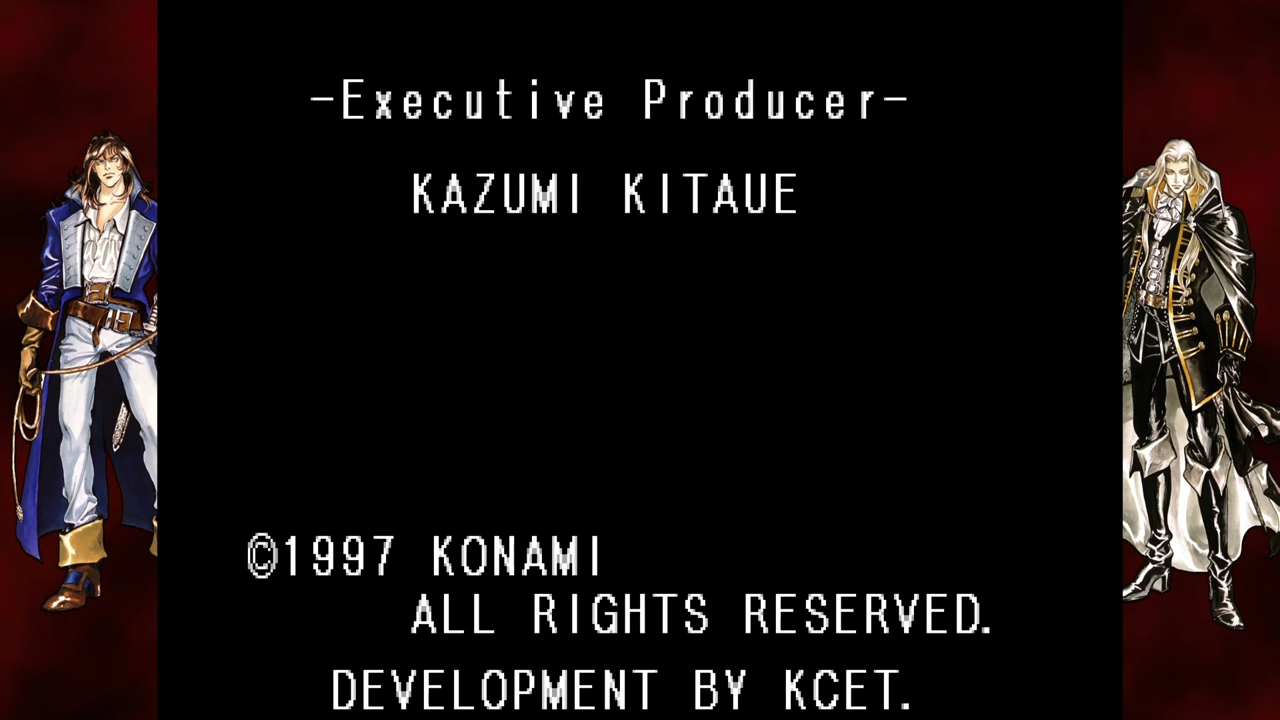 -Executive Producer-
KAZUMI KITAUE
©1997 KONAMI
ALL RIGHTS RESERVED.
DEVELOPMENT BY KCET.